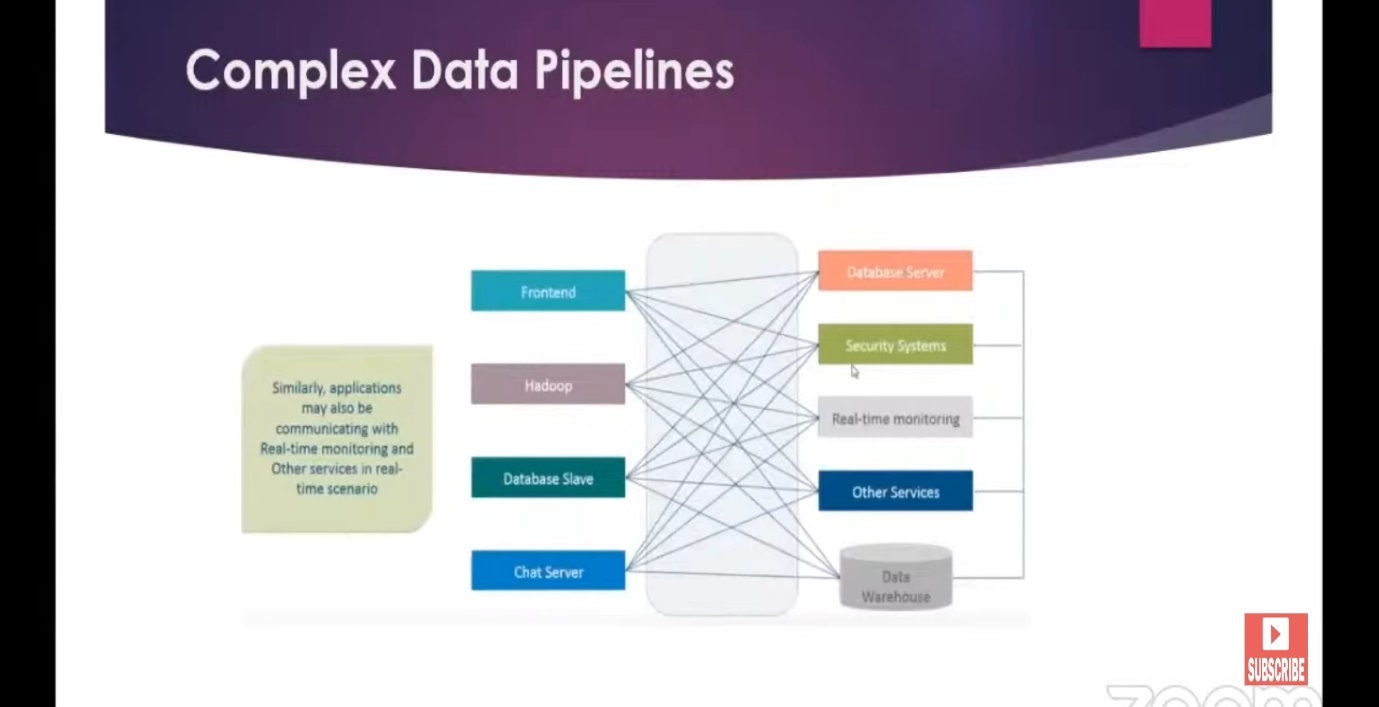 Complex Data Pipelines
Similarly, applications
may also be
communicating with
Real-time monitoring and
Other services in real-
time scenario
Frontend
Hadoop
Database Slave
Chat Server
Database Server
Security Systems
Real-time monitoring
Other Services
Data
Warehouse
SUBSCRIBE
zoom